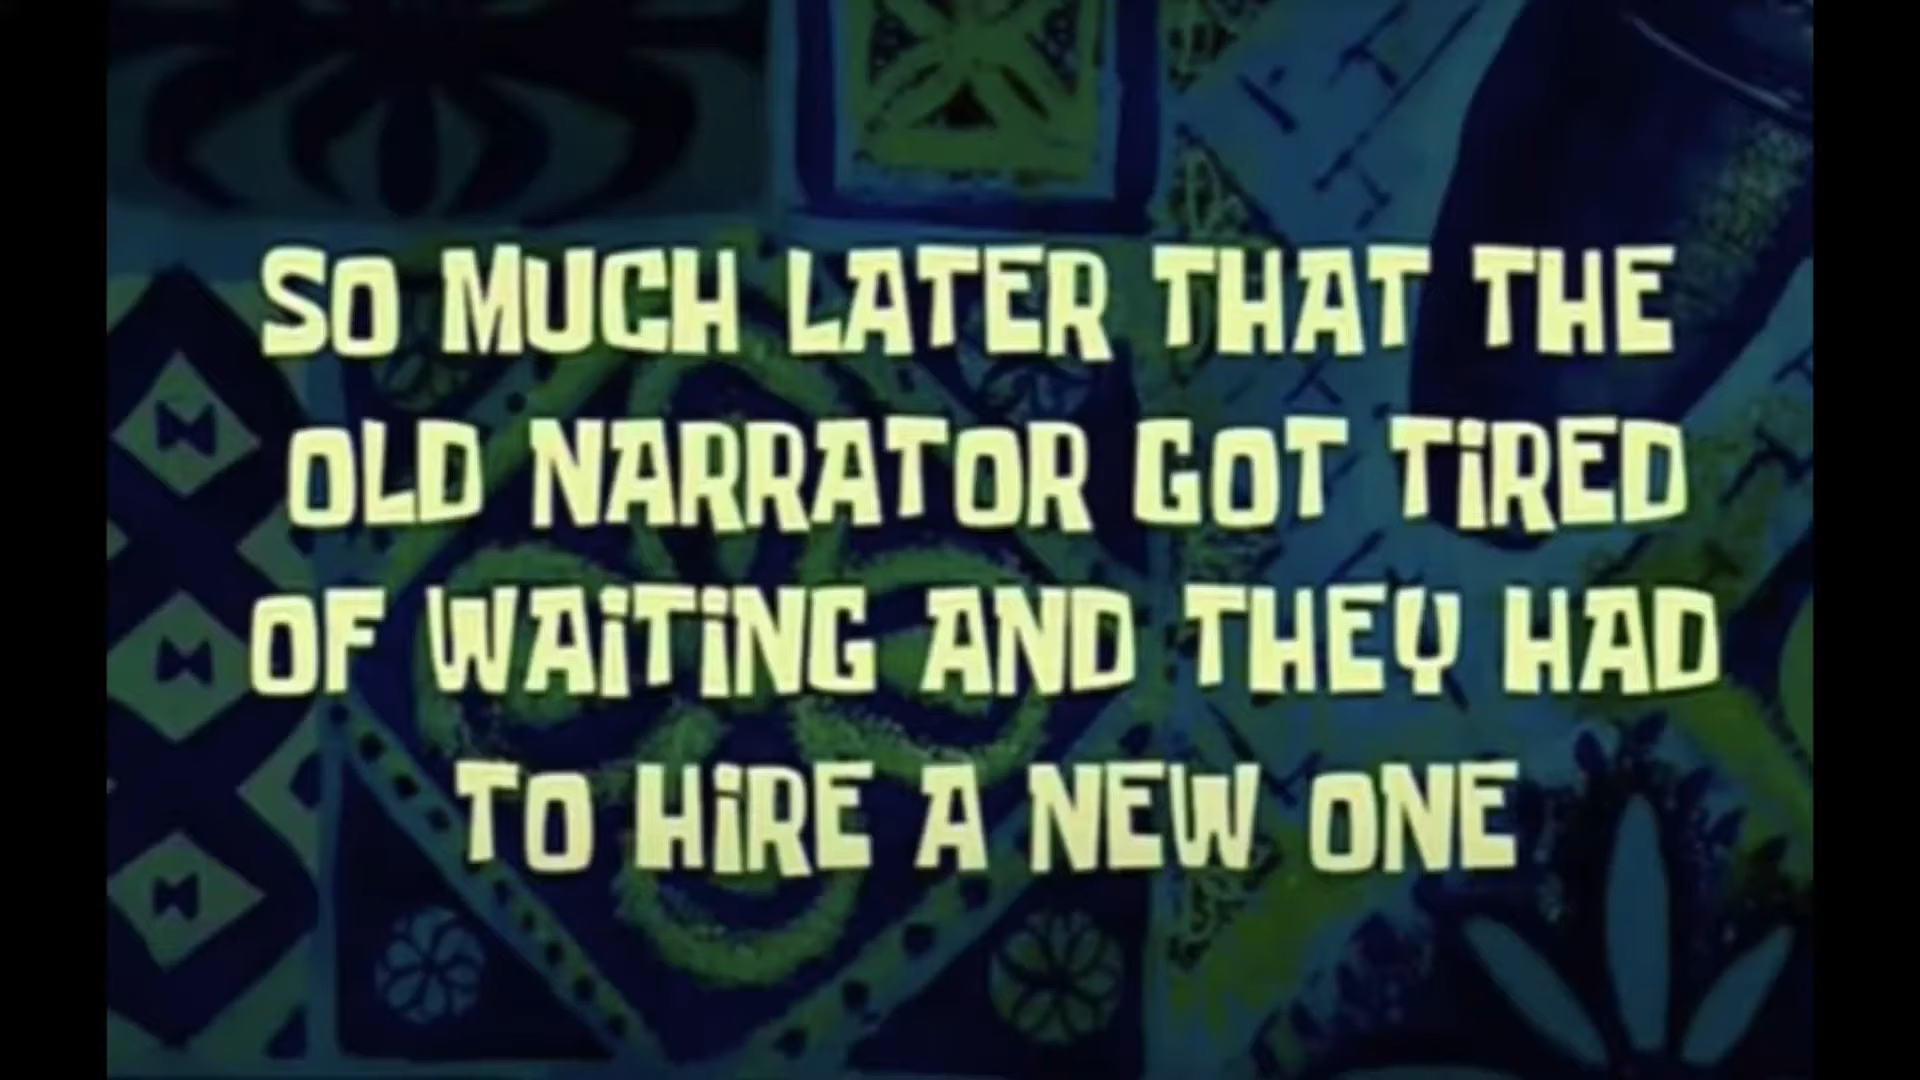 SO MUCH LATER THAT THE
OLD NARRATOR GOT TiRED
OF WAiTiNG AND THEY HAD
TO HiRE A NEW ONE